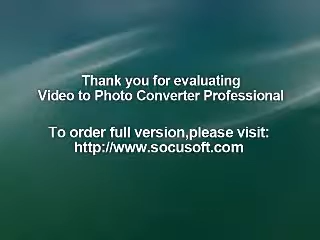 Thank you for evaluating
Video to Photo Converter Professional
To order full version,please visit:
http://www.socusoft.com